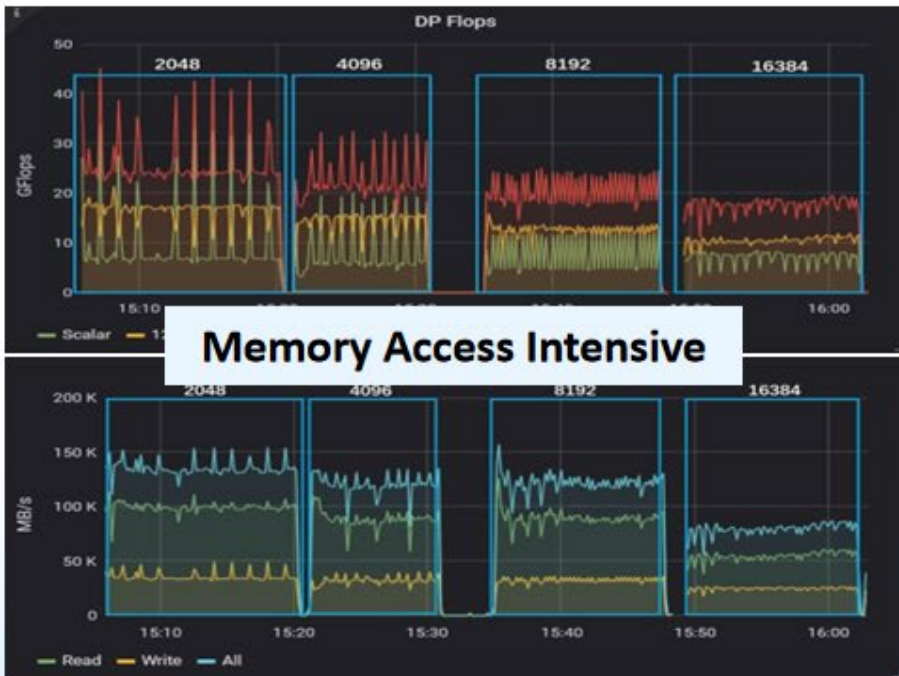 6
DP Flops
50
40
30
20
10
0
GFlops
2048 4096 8192 16384
15:10 16:00
Scalar
Memory Access Intensive
2048 4096 8192 16384
200 K
150 K
100 K
50 K
0
MB/s
15:10 15:20 15:30 15:40 15:50 16:00
Read Write All